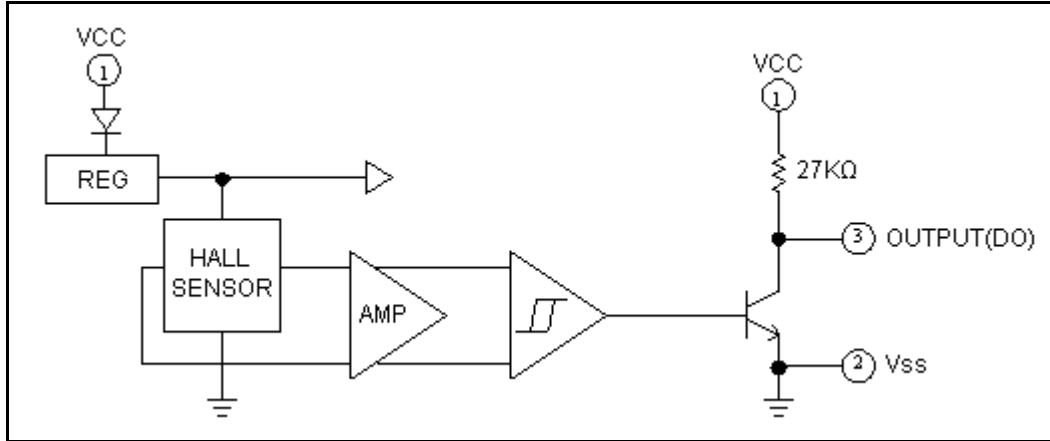 VCC
1
REG
HALL
SENSOR
AMP
VCC
1
27KΩ
3 OUTPUT(DO)
2 Vss